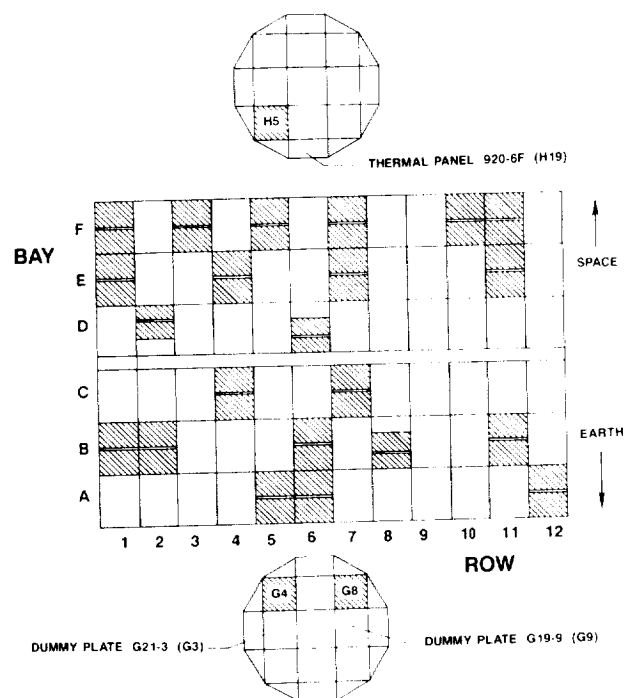 H5
THERMAL PANEL 920-6F (H19)
F
BAY
SPACE
E
D
C
B
EARTH
A
1 2 3 4 5 6 7 8 9 10 11 12
ROW
G4 G8
DUMMY PLATE G21-3 (G3)
DUMMY PLATE G19-9 (G9)